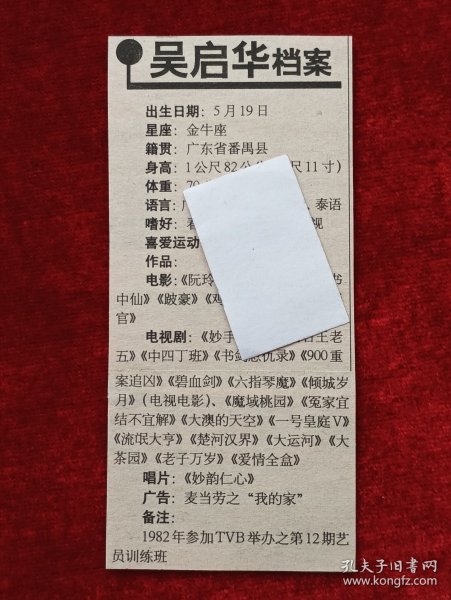 吴启华档案
出生日期：5月19日
星座：金牛座
籍贯：广东省番禺县
身高：1公尺82公 尺11寸）
体重：
语言： 泰语
嗜好： 视
喜爱运动
作品：
电影：《阮玲 书
中仙》《跛豪》
官》
电视剧：《妙手 王老
五》《中四丁班》《书剑恩仇录》《900重
案追凶》《碧血剑》《六指琴魔》《倾城岁
月》（电视电影）、《魔域桃园》《冤家宜
结不宜解》《大澳的天空》《一号皇庭V》
《流氓大亨》《楚河汉界》《大运河》《大
茶园》《老子万岁》《爱情全盒》
唱片：《妙韵仁心》
广告：麦当劳之“我的家”
备注：
1982年参加TVB举办之第12期艺
员训练班
孔夫子旧书网
www.kongfz.com